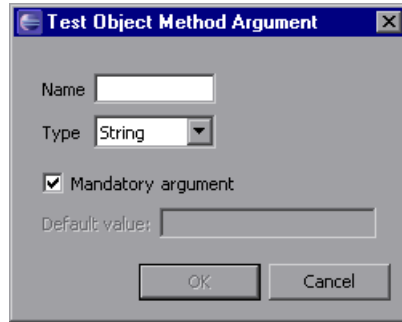 Test Object Method Argument
Name
Type String
Mandatory argument
Default value:
OK Cancel